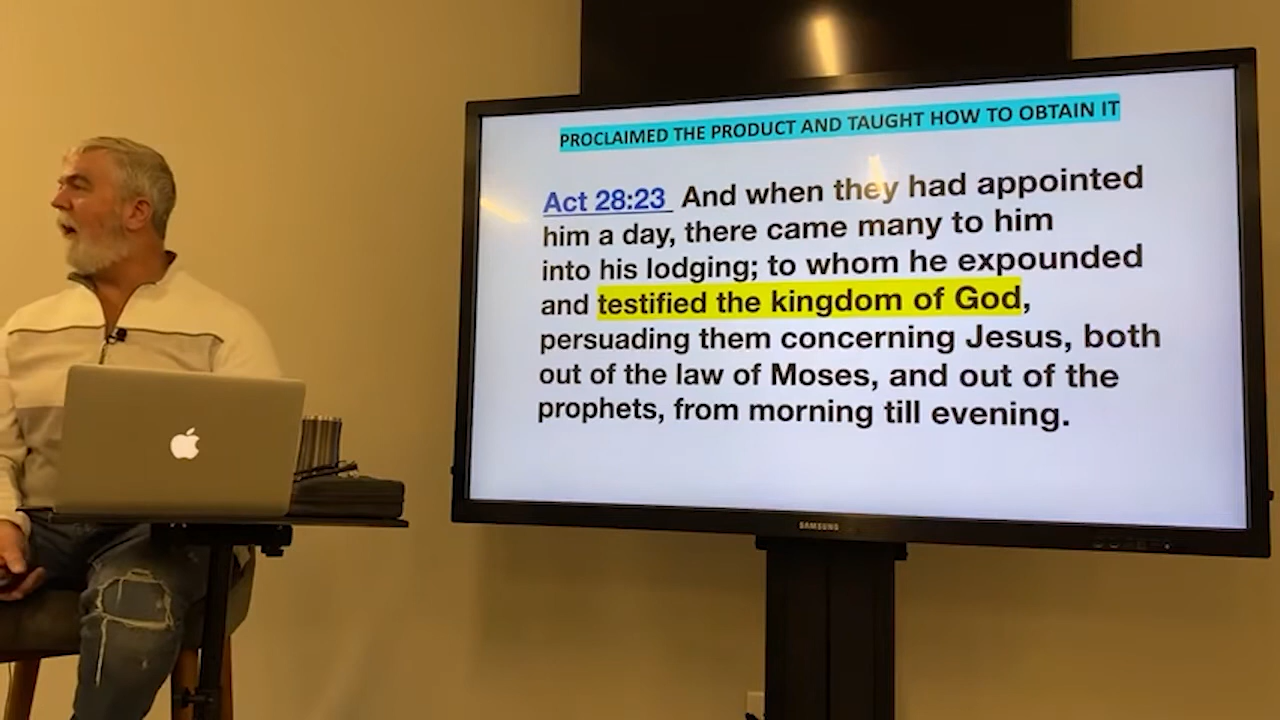 PROCLAIMED THE PRODUCT AND TAUGHT HOW TO OBTAIN IT
Act 28:23 And when they had appointed
him a day, there came many to him
into his lodging; to whom he expounded
and testified the kingdom of God,
persuading them concerning Jesus, both
out of the law of Moses, and out of the
prophets, from morning till evening.
SAMSUNG